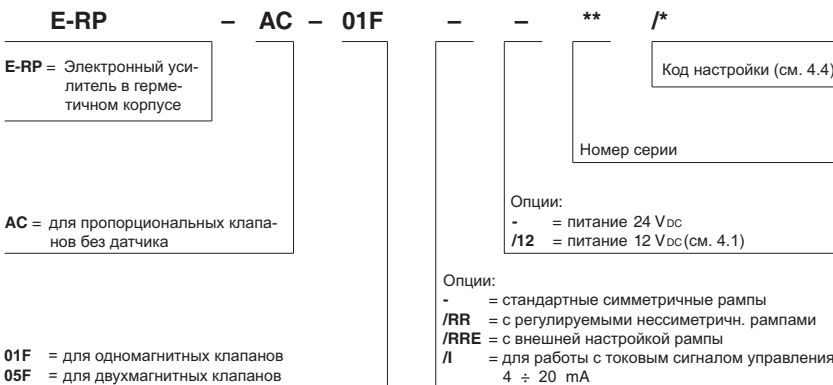 E-RP – AC – 01F – – ** /*
E-RP = Электронный уси-
литель в герме-
тичном корпусе
Код настройки (см. 4.4)
Номер серии
AC = для пропорциональных клапа-
нов без датчика
Опции:
- = питание 24 VDC
/12 = питание 12 VDC (см. 4.1)
Опции:
- = стандартные симметричные рампы
/RR = с регулируемыми нессиметричн. рампами
/RRE = с внешней настройкой рампы
/I = для работы с токовым сигналом управления
4 ÷ 20 mA
01F = для одномагнитных клапанов
05F = для двухмагнитных клапанов